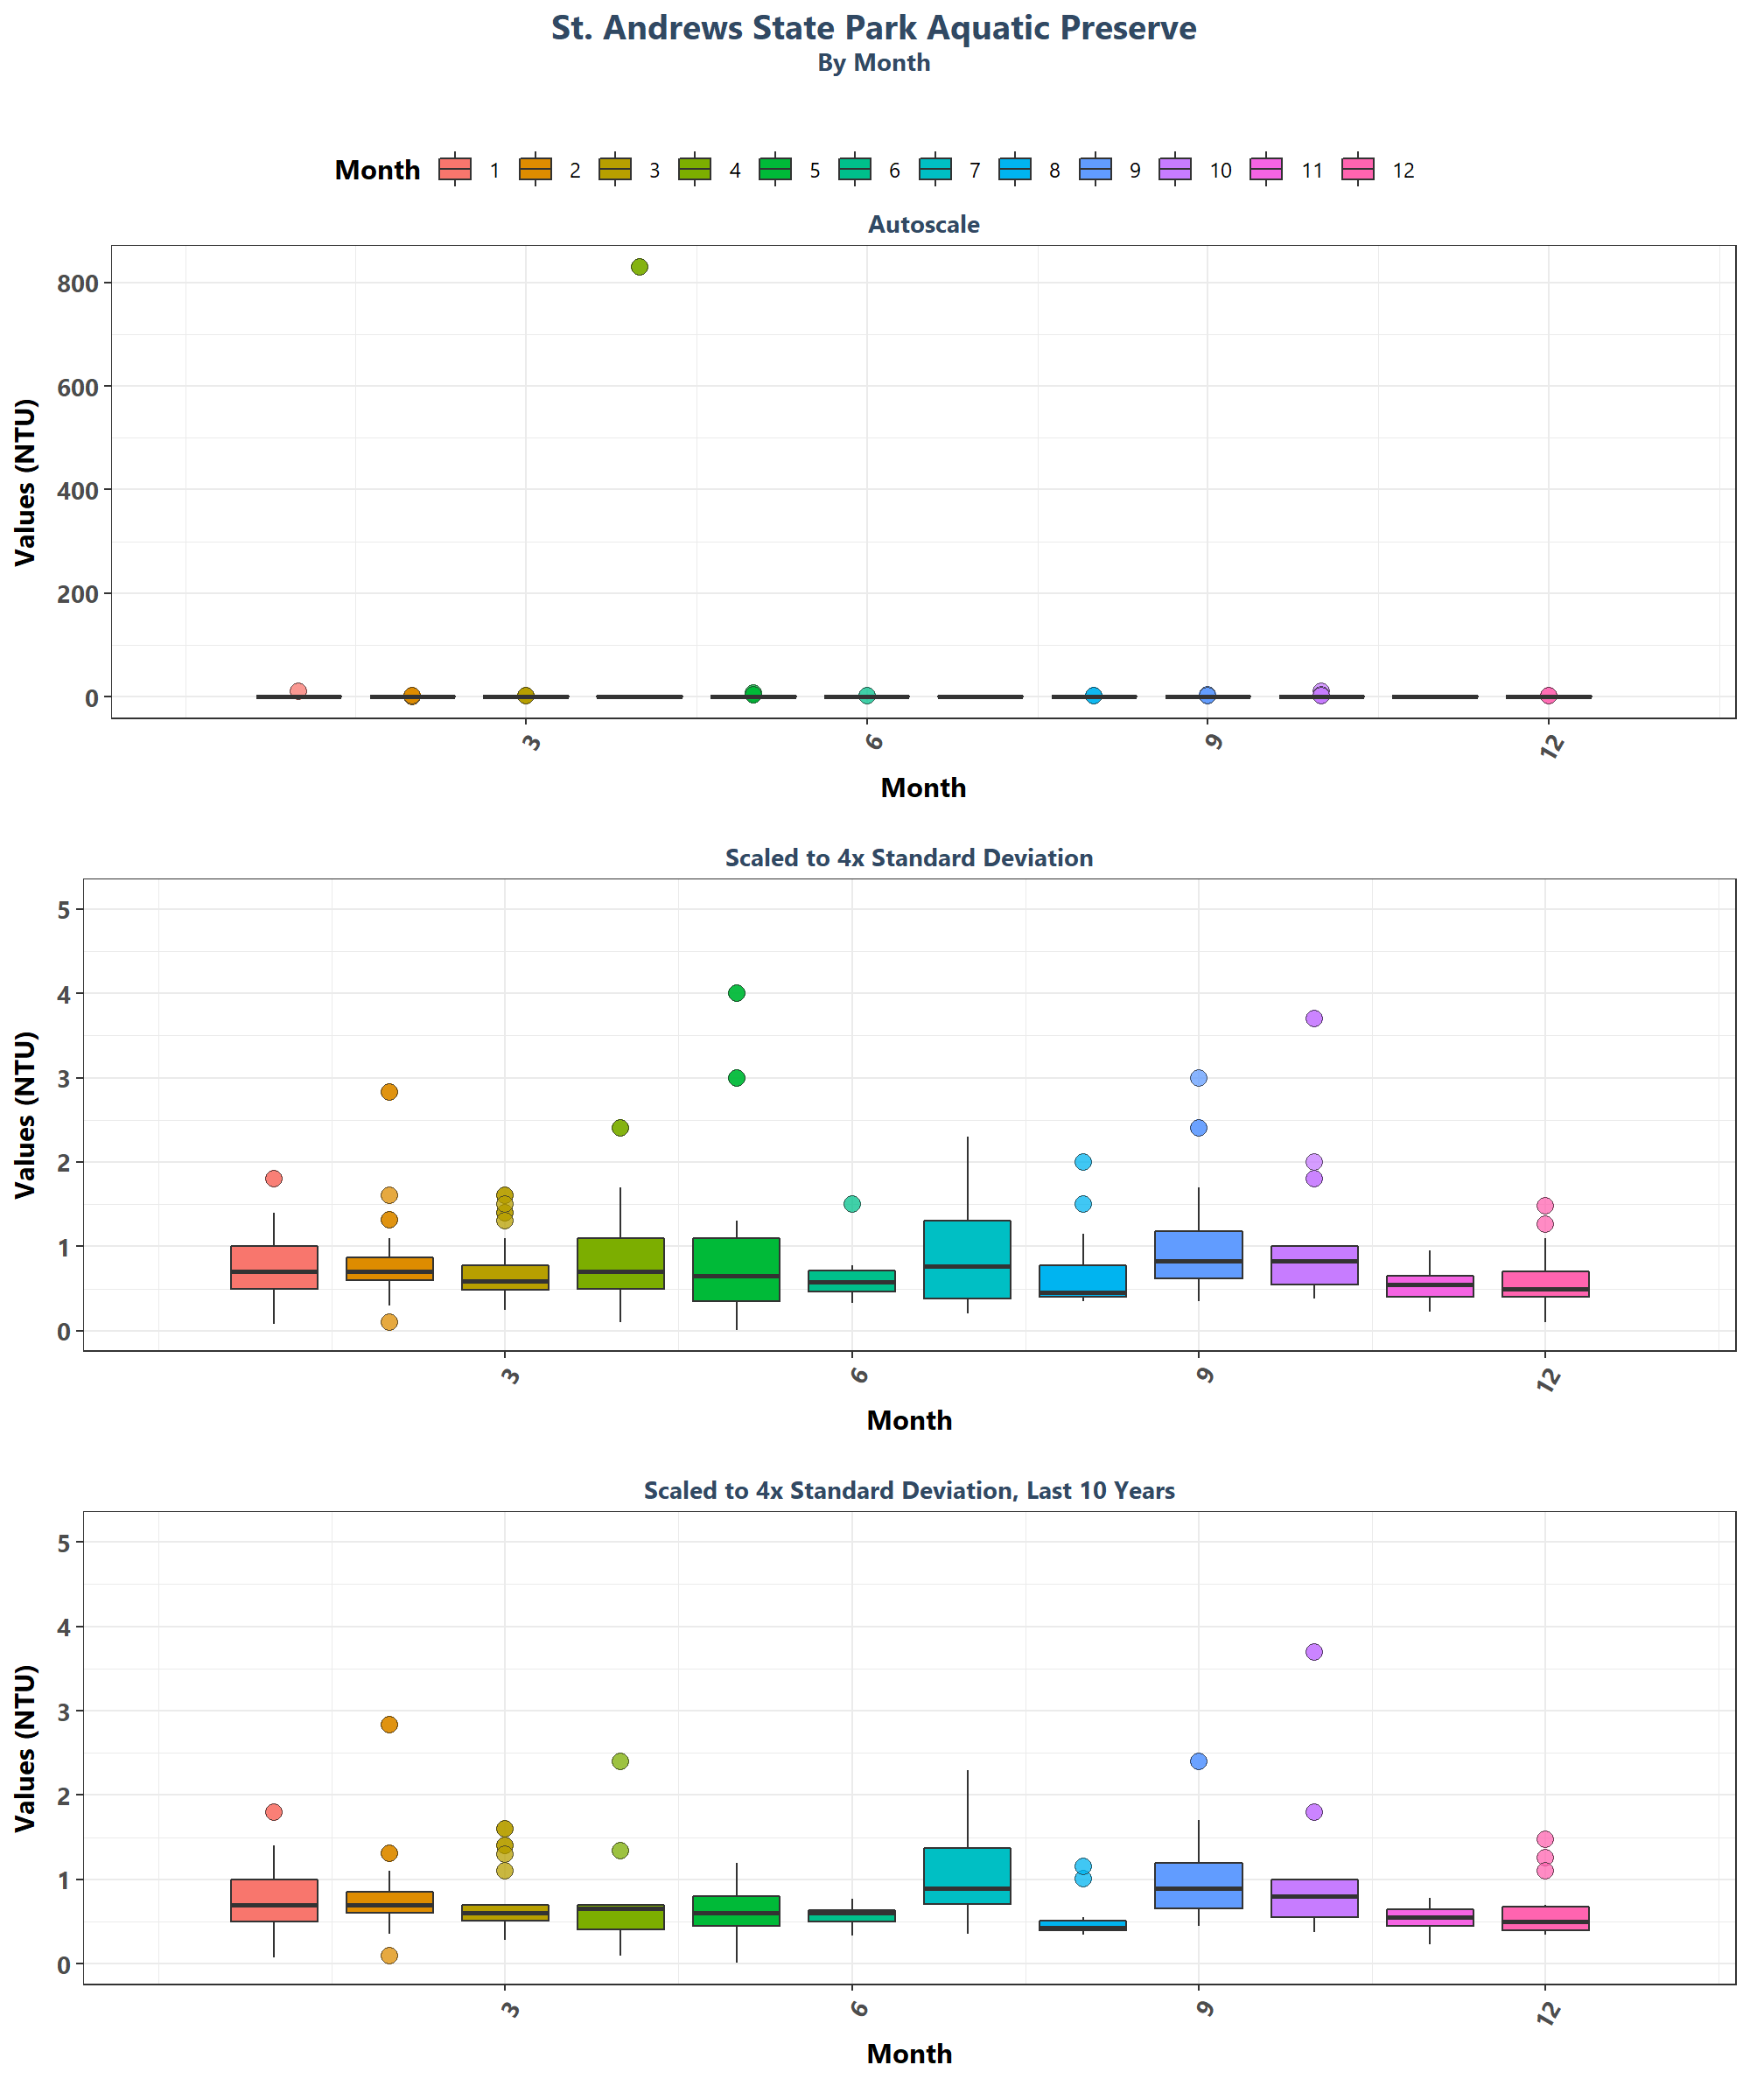 St. Andrews State Park Aquatic Preserve
By Month
Month 1 2 3 4 5 6 7 8 9 10 11 12
Autoscale
Values (NTU)
800
600
400
200
0
3 6 9 12
Month
Scaled to 4x Standard Deviation
Values (NTU)
5
4
3
2
1
0
3 6 9 12
Month
Scaled to 4x Standard Deviation, Last 10 Years
Values (NTU)
5
4
3
2
1
0
3 6 9 12
Month